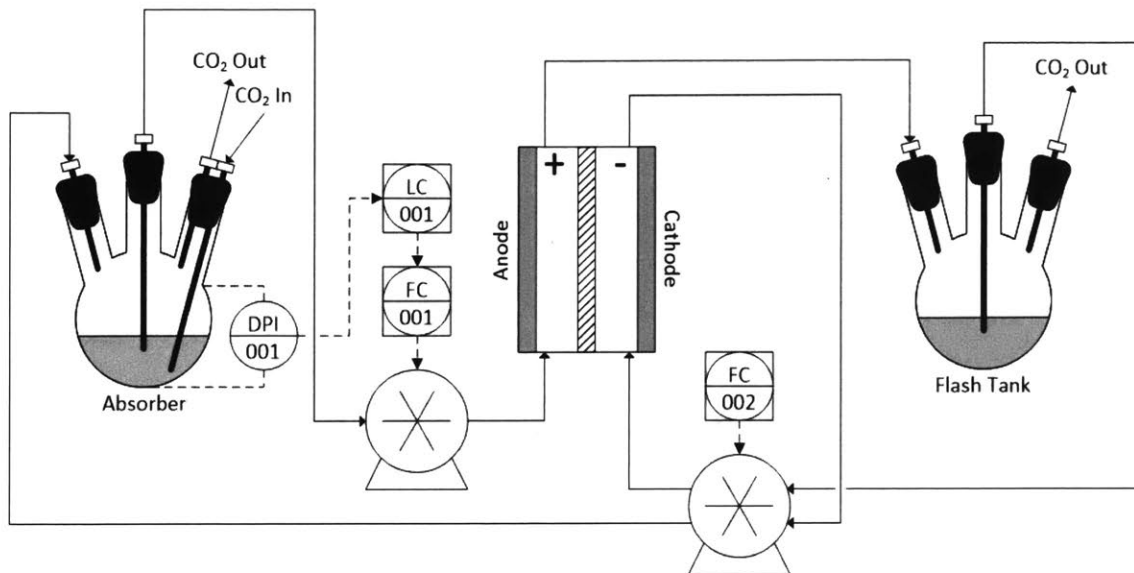 CO₂ Out
CO₂ In
CO₂ Out
LC
001
+
-
Anode
Cathode
FC
001
DPI
001
FC
002
Absorber
Flash Tank